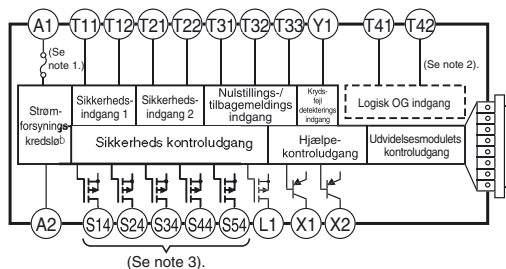 A1 T11 T12 T21 T22 T31 T32 T33 Y1 T41 T42
(Se
note 1.)
(Se note 2).
Strøm-
forsynings-
kredsløb
Sikkerheds-
indgang 1
Sikkerheds-
indgang 2
Nulstillings-/
tilbagemeldings
indgang
Kryds-
fejl
detekterings
indgang
Logisk OG indgang
Sikkerheds kontroludgang
Hjælpe-
kontroludgang
Udvidelsesmodulets
kontroludgang
A2 S14 S24 S34 S44 S54 L1 X1 X2
(Se note 3).